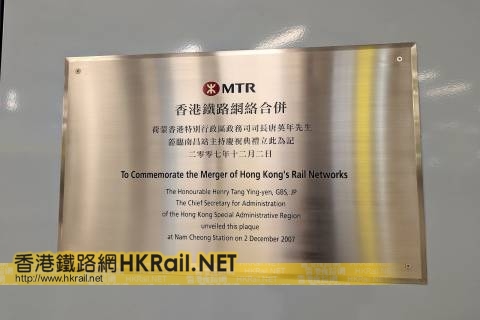 MTR
香港鐵路網絡合併
荷蒙香港特別行政區政務司司長唐英年先生
蒞臨南昌站主持慶祝典禮立此為記
二零零七年十二月二日
To Commemorate the Merger of Hong Kong's Rail Networks
The Honourable Henry Tang Ying-yen, GBS, JP
The Chief Secretary for Administration
of the Hong Kong Special Administrative Region
unveiled this plaque
at Nam Cheong Station on 2 December 2007
香港鐵路網HKRail.NET
http://www.hkrail.net